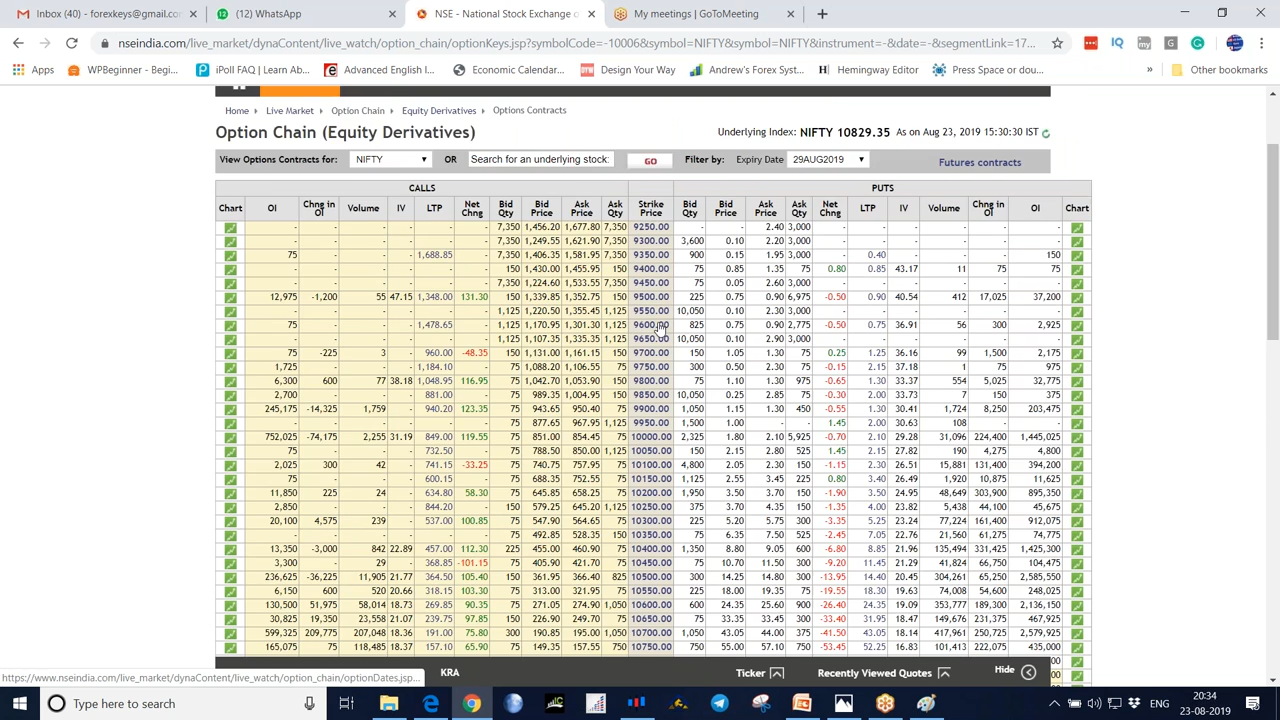 Inbox (40) - forexkeys@gmail.com
(12) WhatsApp
NSE - National Stock Exchange o
My meetings | GoToMeeting
nseindia.com/live_market/dynaContent/live_watch/option_chain/optionKeys.jsp?symbolCode=-10006&symbol=NIFTY&symbol=NIFTY&instrument=-&date=-&segmentLink=17...
Apps WPBeginner - Begi... iPoll FAQ | Learn Ab... Advanced English I... Economic Calendar... Design Your Way Andrew's Forex Syst... Hemingway Editor Press Space or dou... » Other bookmarks
Home Live Market Option Chain Equity Derivatives Options Contracts
Option Chain (Equity Derivatives) Underlying Index: NIFTY 10829.35 As on Aug 23, 2019 15:30:30 IST
View Options Contracts for: NIFTY OR Search for an underlying stock: GO Filter by: Expiry Date 29AUG2019 Futures contracts
CALLS PUTS
Chart OI Chng in OI Volume IV LTP Net Chng Bid Qty Bid Price Ask Price Ask Qty Strike Price Bid Qty Bid Price Ask Price Ask Qty Net Chng LTP IV Volume Chng in OI OI Chart
- - - - - - 7,350 1,456.20 1,677.80 7,350 9250.00 - - 2.40 3,000 - - - - - -
- - - - - - 7,350 1,249.55 1,621.90 7,350 9300.00 3,600 0.10 2.20 3,000 - - - - - -
75 - - - 1,688.85 - 7,350 1,406.35 1,581.95 7,350 9350.00 900 0.15 1.95 3,000 - 0.40 - - - 150
- - - - - - 150 1,430.00 1,455.95 150 9400.00 75 0.85 1.35 75 0.80 0.85 43.17 11 75 75
- - - - - - 7,350 1,224.60 1,533.55 7,350 9450.00 75 0.05 2.60 3,000 - - - - - -
12,975 -1,200 55 47.15 1,348.00 131.30 150 1,339.85 1,352.75 150 9500.00 225 0.75 0.90 6,975 -0.50 0.90 40.54 412 17,025 37,200
- - - - - - 1,125 1,220.50 1,351.40 1,125 9550.00 10,050 0.10 2.30 3,000 - - - - - -
75 - - - 1,478.65 - 1,125 1,170.95 1,301.30 1,125 9600.00 825 0.75 0.90 2,775 -0.50 0.75 36.91 56 300 2,925
- - - - - - 1,125 1,107.35 1,335.35 1,125 9650.00 10,050 0.10 2.90 3,000 - - - - - -
75 -225 3 - 960.00 -48.35 150 1,131.00 1,161.15 150 9700.00 150 1.05 1.30 75 0.25 1.25 36.16 99 1,500 2,175
1,725 - - - 1,184.10 - 75 1,088.20 1,106.55 75 9750.00 300 0.50 2.30 75 -0.15 2.15 37.18 1 75 975
6,300 600 77 38.18 1,048.95 116.95 75 1,042.70 1,053.90 150 9800.00 75 1.10 1.30 975 -0.65 1.30 33.37 554 5,025 32,775
2,700 - - - 881.00 - 75 989.35 1,004.95 150 9850.00 10,050 0.25 2.85 75 -0.30 2.00 33.73 7 150 375
245,175 -14,325 1,759 - 940.20 123.35 75 943.65 950.40 75 9900.00 1,050 1.15 1.30 450 -0.55 1.30 30.41 1,724 8,250 203,475
- - - - - - 75 877.65 967.95 1,125 9950.00 1,500 1.00 - - 1.45 2.00 30.63 108 - -
752,025 -74,175 2,255 31.19 849.00 119.55 75 851.00 854.45 75 10000.00 2,325 1.80 2.10 5,925 -0.70 2.10 29.28 31,096 224,400 1,445,025
75 - - - 732.50 - 75 788.50 850.00 1,125 10050.00 150 2.15 2.80 525 1.45 2.15 27.82 190 4,275 4,800
2,025 300 42 - 741.15 -33.25 75 740.75 757.95 75 10100.00 4,800 2.05 2.30 150 -1.15 2.30 26.51 15,881 131,400 394,200
75 - - - 600.15 - 75 688.35 752.55 75 10150.00 1,125 2.55 3.45 225 0.80 3.40 26.49 1,920 10,875 11,625
11,850 225 24 - 634.80 58.30 75 645.85 658.25 75 10200.00 1,950 3.50 3.70 150 -1.90 3.50 24.95 48,649 303,900 895,350
2,850 - - - 844.20 - 150 579.25 645.20 1,125 10250.00 375 3.70 4.35 150 -1.35 4.00 23.82 5,438 44,100 45,675
20,100 4,575 239 - 537.00 100.85 75 547.90 564.65 75 10300.00 225 5.20 5.75 300 -3.35 5.25 23.24 77,224 161,400 912,075
- - - - - - 75 492.85 528.35 150 10350.00 75 6.35 7.50 525 -2.45 7.05 22.76 21,560 61,275 74,775
13,350 -3,000 842 22.89 457.00 112.30 225 455.00 460.90 75 10400.00 1,350 8.80 9.05 600 -6.80 8.85 21.96 135,494 331,425 1,425,300
3,300 - 29 - 368.85 -101.15 75 405.90 421.70 75 10450.00 75 10.70 11.50 300 -9.20 11.45 21.29 41,824 66,750 104,475
236,625 -36,225 11,905 21.77 364.50 105.40 75 361.95 366.40 825 10500.00 300 14.25 14.80 300 -13.95 14.40 20.45 304,261 65,250 2,585,550
6,150 600 520 20.66 318.15 103.30 75 313.00 321.95 75 10550.00 225 18.00 19.35 75 -19.55 18.30 19.63 74,008 54,600 248,025
130,500 51,975 58,012 18.73 269.85 90.35 75 271.05 274.90 1,050 10600.00 600 24.35 25.60 900 -26.40 24.35 19.09 353,777 189,300 2,136,150
30,825 19,350 23,558 21.07 239.75 97.85 150 226.90 249.70 75 10650.00 75 33.35 33.45 75 -33.40 31.95 18.47 149,676 231,375 467,925
599,325 209,775 207,048 18.36 191.00 75.80 300 190.85 195.00 1,050 10700.00 1,050 43.05 44.00 375 -41.50 43.05 18.14 417,961 250,725 2,579,925
165,075 75 118,485 18.37 157.10 65.90 75 149.35 157.55 75 10750.00 750 55.00 57.10 75 -53.45 52.25 16.83 101,413 222,075 435,000
https://www.nseindia.com/live_market/dynaContent/live_watch/option_chain/optionDates.jsp...
KRA Ticker Recently Viewed Quotes Hide
Type here to search
ENG
20:34
23-08-2019